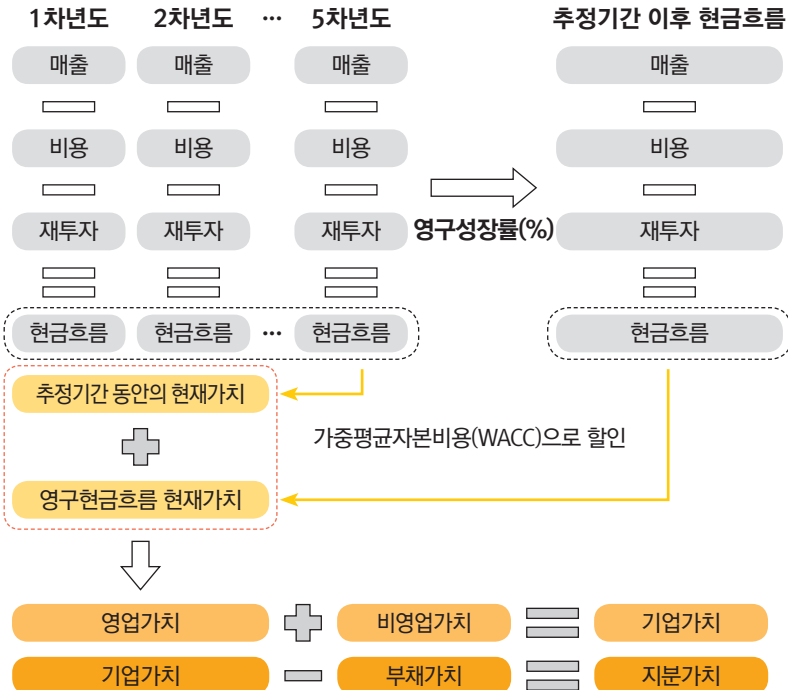 1차년도 2차년도 ··· 5차년도 추정기간 이후 현금흐름
매출 매출 매출 매출
비용 비용 비용 비용
재투자 재투자 재투자 영구성장률(%) 재투자
현금흐름 현금흐름 ··· 현금흐름 현금흐름
추정기간 동안의 현재가치
가중평균자본비용(WACC)으로 할인
영구현금흐름 현재가치
영업가치 비영업가치 기업가치
기업가치 부채가치 지분가치